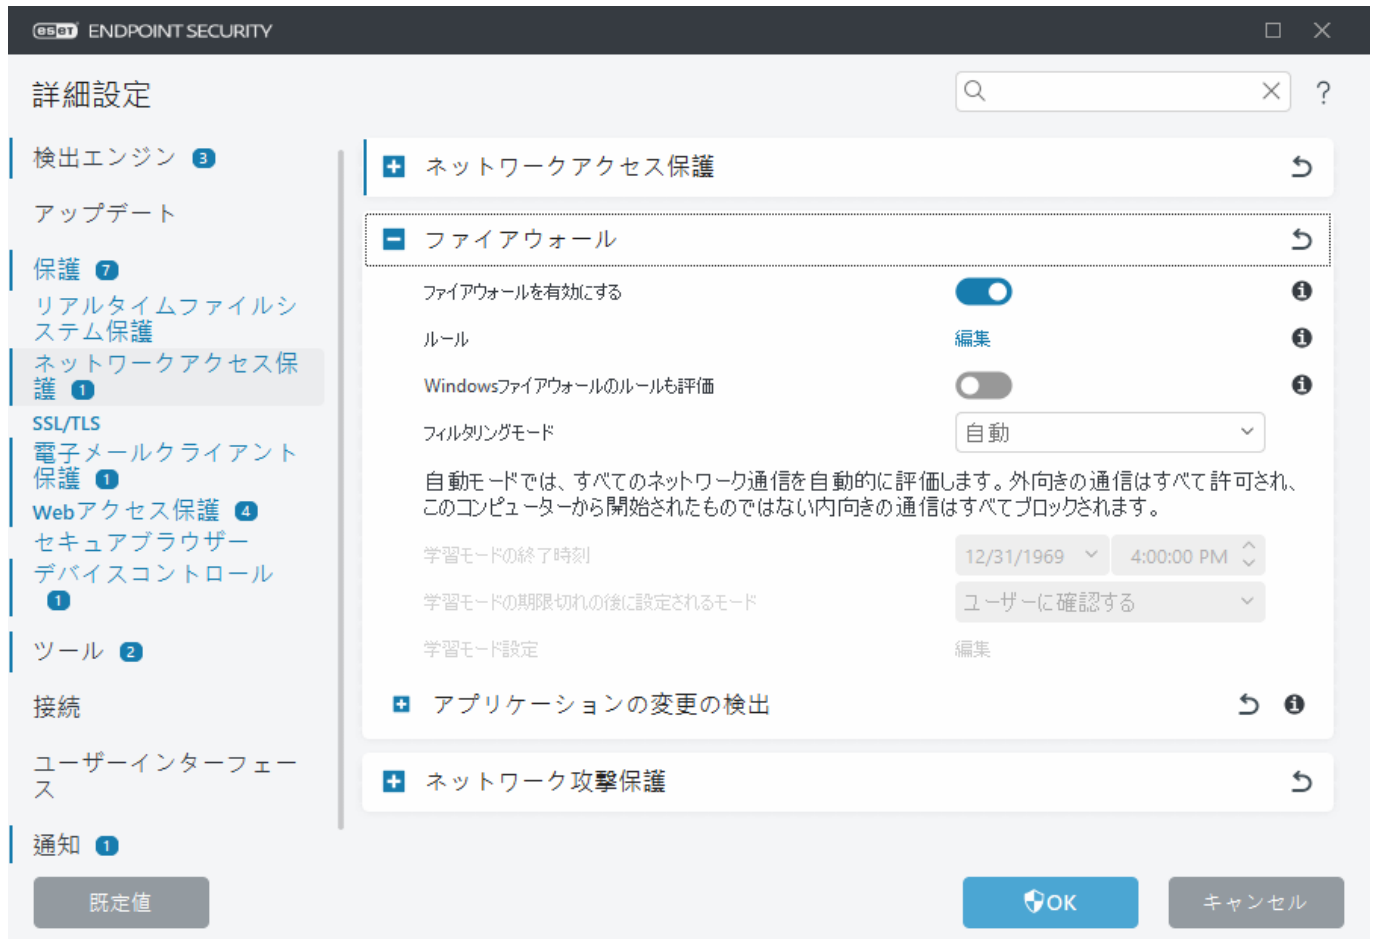 eset ENDPOINT SECURITY
詳細設定
?
検出エンジン 3
アップデート
保護 7
リアルタイムファイルシ
ステム保護
ネットワークアクセス保
護 1
SSL/TLS
電子メールクライアント
保護 1
Webアクセス保護 4
セキュアブラウザー
デバイスコントロール
1
ツール 2
接続
ユーザーインターフェー
ス
通知 1
ネットワークアクセス保護
ファイアウォール
ファイアウォールを有効にする
ルール 編集
Windowsファイアウォールのルールも評価
フィルタリングモード 自動
自動モードでは、すべてのネットワーク通信を自動的に評価します。外向きの通信はすべて許可され、
このコンピューターから開始されたものではない内向きの通信はすべてブロックされます。
学習モードの終了時刻 12/31/1969 4:00:00 PM
学習モードの期限切れの後に設定されるモード ユーザーに確認する
学習モード設定 編集
アプリケーションの変更の検出
ネットワーク攻撃保護
既定値 OK キャンセル